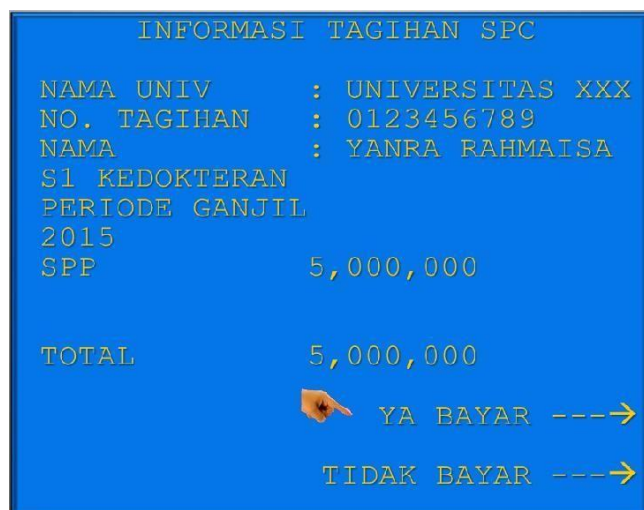 INFORMASI TAGIHAN SPC
NAMA UNIV : UNIVERSITAS XXX
NO. TAGIHAN : 0123456789
NAMA : YANRA RAHMAISA
S1 KEDOKTERAN
PERIODE GANJIL
2015
SPP 5,000,000
TOTAL 5,000,000
YA BAYAR --->
TIDAK BAYAR --->